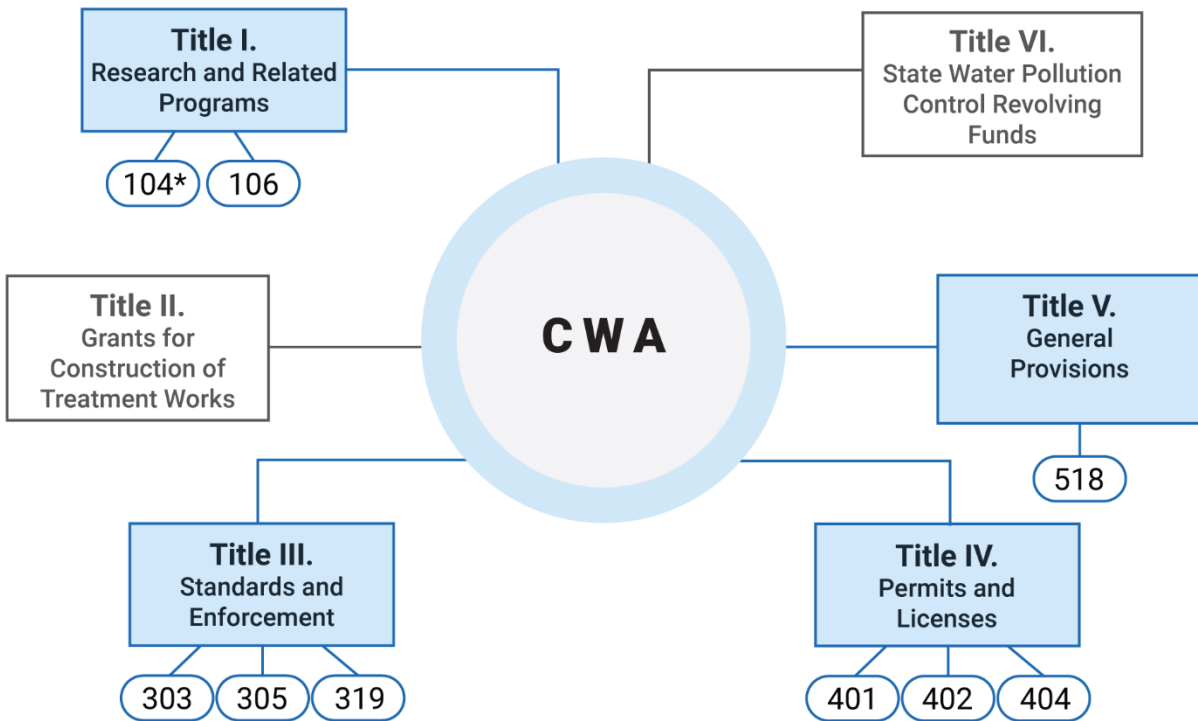 Title I.
Research and Related
Programs
104*
106
Title VI.
State Water Pollution
Control Revolving
Funds
Title II.
Grants for
Construction of
Treatment Works
CWA
Title V.
General
Provisions
518
Title III.
Standards and
Enforcement
303
305
319
Title IV.
Permits and
Licenses
401
402
404